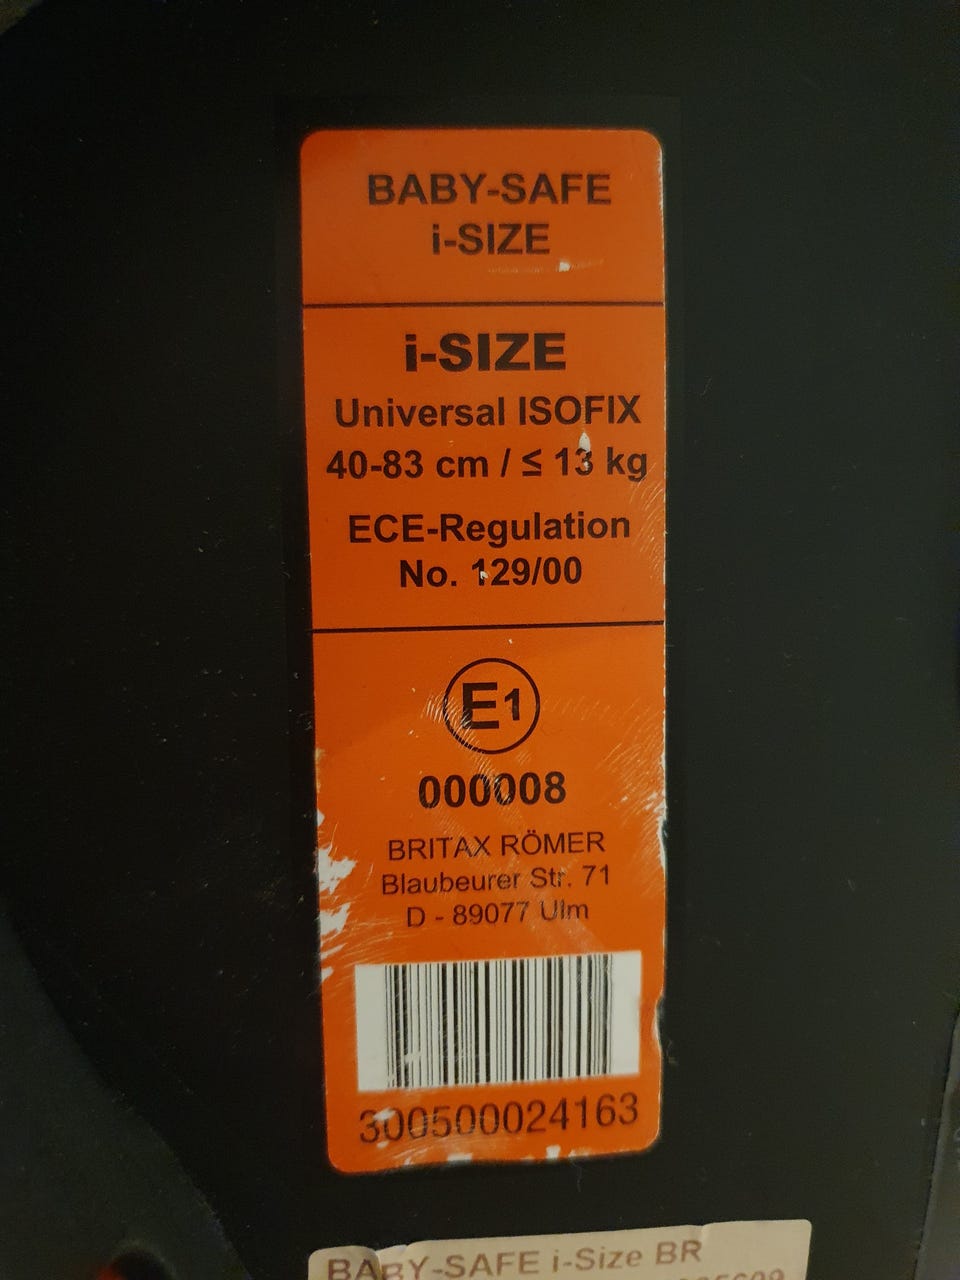 BABY-SAFE
i-SIZE
i-SIZE
Universal ISOFIX
40-83 cm / ≤ 13 kg
ECE-Regulation
No. 129/00
E1
000008
BRITAX RÖMER
Blaubeurer Str. 71
D - 89077 Ulm
300500024163
BABY-SAFE i-Size BR